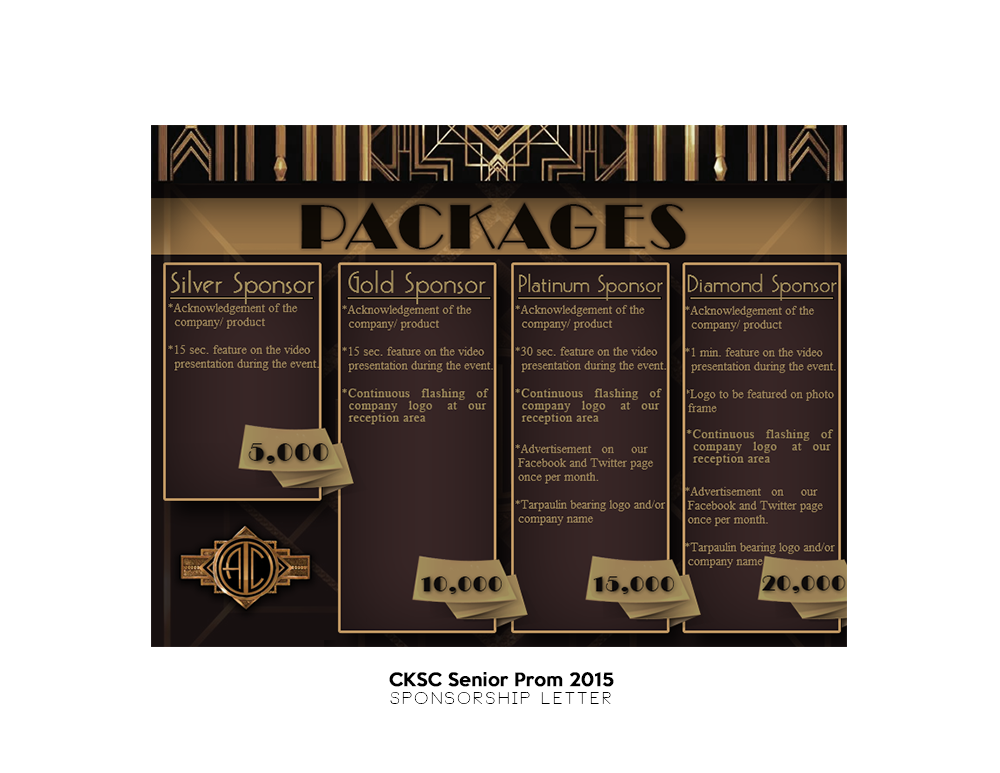 PACKAGES
Silver Sponsor
*Acknowledgement of the
company/ product
*15 sec. feature on the video
presentation during the event.
5,000
Gold Sponsor
*Acknowledgement of the
company/ product
*15 sec. feature on the video
presentation during the event.
*Continuous flashing of
company logo at our
reception area
10,000
Platinum Sponsor
*Acknowledgement of the
company/ product
*30 sec. feature on the video
presentation during the event.
*Continuous flashing of
company logo at our
reception area
*Advertisement on our
Facebook and Twitter page
once per month.
*Tarpaulin bearing logo and/or
company name
15,000
Diamond Sponsor
*Acknowledgement of the
company/ product
*1 min. feature on the video
presentation during the event.
*Logo to be featured on photo
frame
*Continuous flashing of
company logo at our
reception area
*Advertisement on our
Facebook and Twitter page
once per month.
*Tarpaulin bearing logo and/or
company name
20,000
CKSC Senior Prom 2015
SPONSORSHIP LETTER